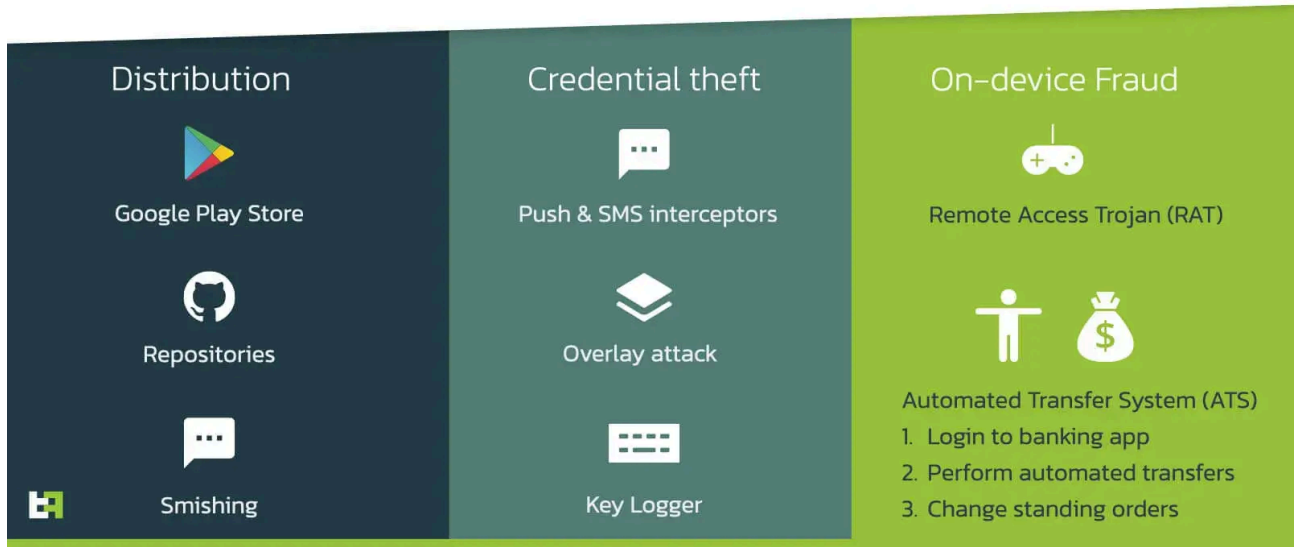 Distribution
Google Play Store
Repositories
Smishing
Credential theft
Push & SMS interceptors
Overlay attack
Key Logger
On-device Fraud
Remote Access Trojan (RAT)
$
Automated Transfer System (ATS)
1. Login to banking app
2. Perform automated transfers
3. Change standing orders